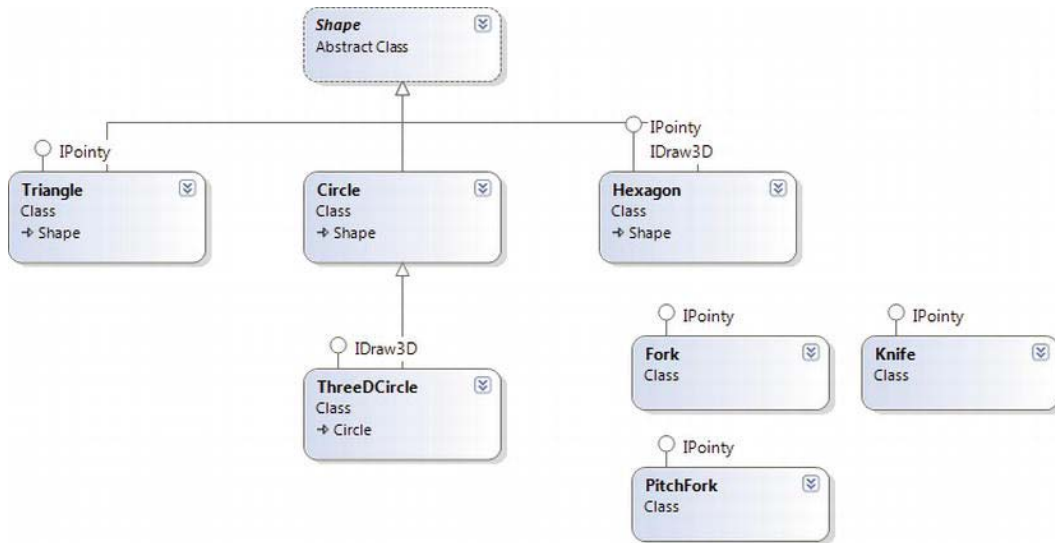 Shape
Abstract Class
IPointy
IPointy
IDraw3D
Triangle
Class
Shape
Circle
Class
Shape
Hexagon
Class
Shape
IDraw3D
ThreeDCircle
Class
Circle
IPointy
Fork
Class
IPointy
Knife
Class
IPointy
PitchFork
Class